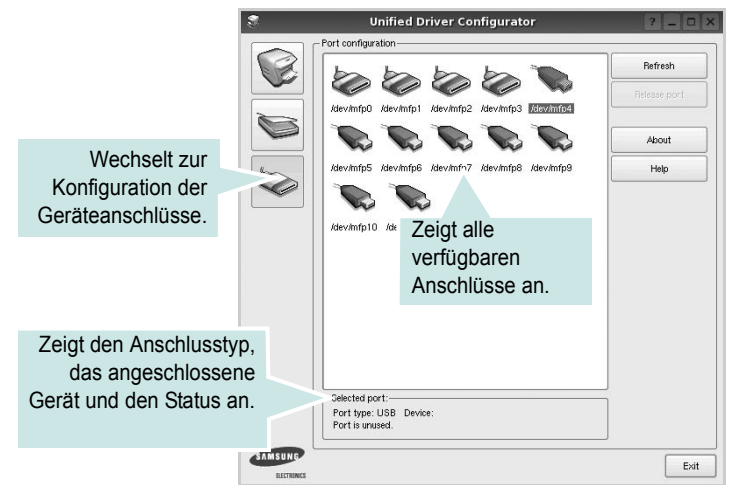 Unified Driver Configurator
Port configuration
/dev/mfp0 /dev/mfp1 /dev/mfp2 /dev/mfp3 /dev/mfp4
/dev/mfp5 /dev/mfp6 /dev/mfp7 /dev/mfp8 /dev/mfp9
/dev/mfp10
Refresh
Release port
About
Help
Wechselt zur
Konfiguration der
Geräteanschlüsse.
Zeigt alle
verfügbaren
Anschlüsse an.
Zeigt den Anschlusstyp,
das angeschlossene
Gerät und den Status an.
Selected port:
Port type: USB Device:
Port is unused.
SAMSUNG
ELECTRONICS
Exit